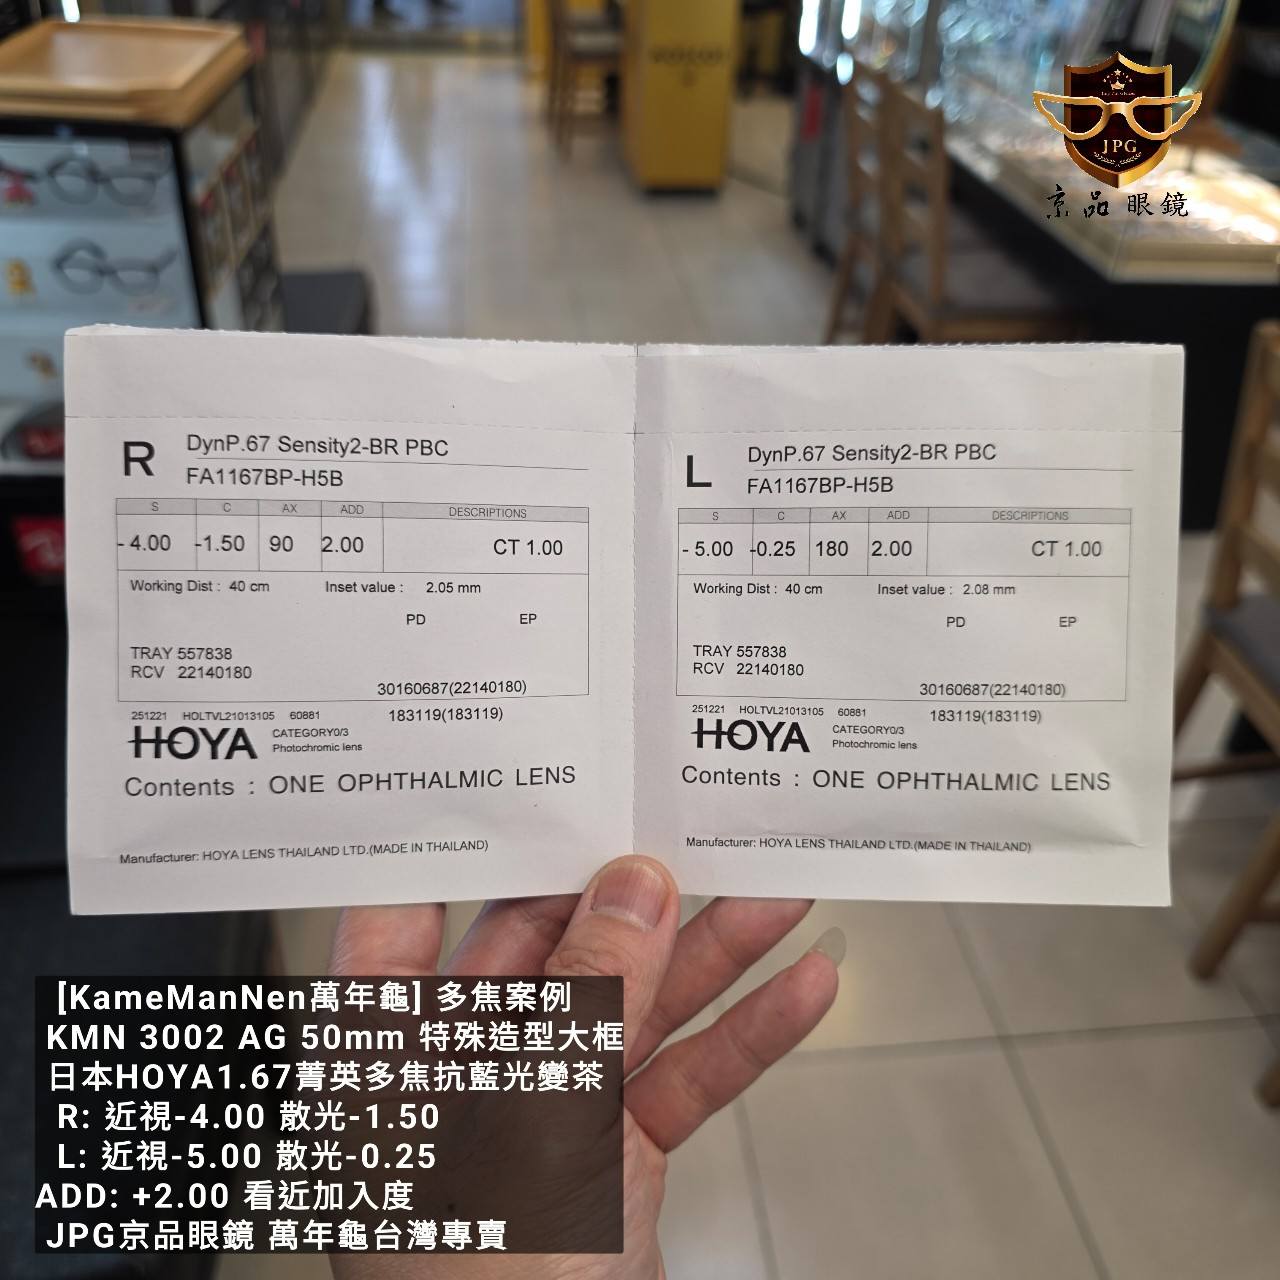 JPG
京品眼鏡
R
DynP.67 Sensity2-BR PBC
FA1167BP-H5B
S C AX ADD DESCRIPTIONS
- 4.00 -1.50 90 2.00 CT 1.00
Working Dist : 40 cm Inset value : 2.05 mm
PD EP
TRAY 557838
RCV 22140180
30160687(22140180)
251221 HOLTVL21013105 60881 183119(183119)
HOYA CATEGORY0/3
Photochromic lens
Contents : ONE OPHTHALMIC LENS
Manufacturer: HOYA LENS THAILAND LTD.(MADE IN THAILAND)
L
DynP.67 Sensity2-BR PBC
FA1167BP-H5B
S C AX ADD DESCRIPTIONS
- 5.00 -0.25 180 2.00 CT 1.00
Working Dist : 40 cm Inset value : 2.08 mm
PD EP
TRAY 557838
RCV 22140180
30160687(22140180)
251221 HOLTVL21013105 60881 183119(183119)
HOYA CATEGORY0/3
Photochromic lens
Contents : ONE OPHTHALMIC LENS
Manufacturer: HOYA LENS THAILAND LTD.(MADE IN THAILAND)
[KameManNen萬年龜] 多焦案例
KMN 3002 AG 50mm 特殊造型大框
日本HOYA1.67菁英多焦抗藍光變茶
R: 近視-4.00 散光-1.50
L: 近視-5.00 散光-0.25
ADD: +2.00 看近加入度
JPG京品眼鏡 萬年龜台灣專賣